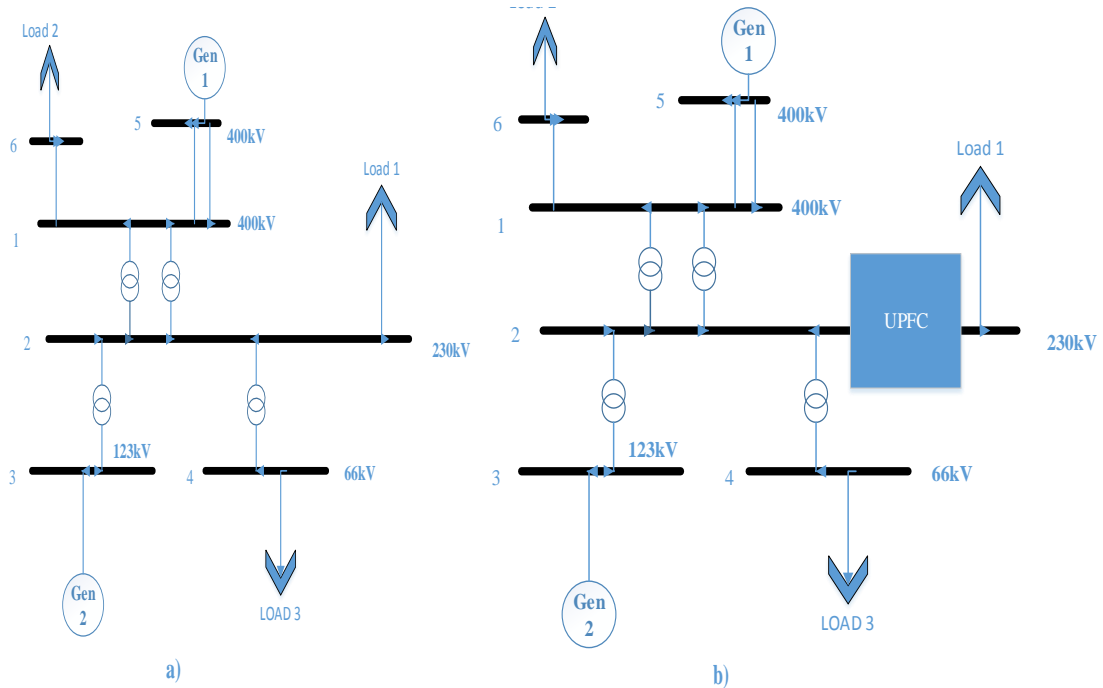 Load 2
Gen
1
5
400kV
6
Load 1
400kV
1
2
230kV
123kV
3
4
66kV
Gen
2
LOAD 3
a)
Gen
1
5
400kV
6
Load 1
400kV
1
UPFC
2
230kV
123kV
3
4
66kV
Gen
2
LOAD 3
b)